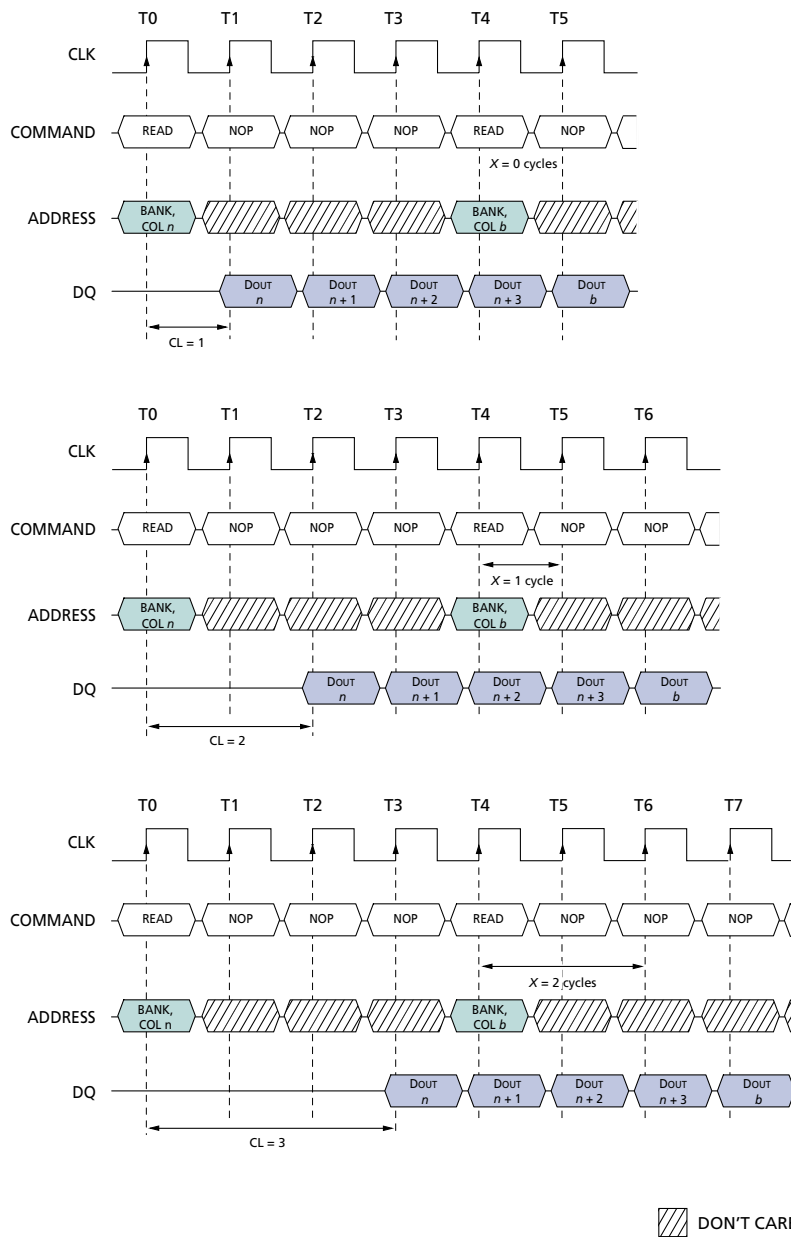 T0 T1 T2 T3 T4 T5
CLK
COMMAND READ NOP NOP NOP READ NOP
X = 0 cycles
ADDRESS BANK, COL n BANK, COL b
DQ DOUT n DOUT n + 1 DOUT n + 2 DOUT n + 3 DOUT b
CL = 1
T0 T1 T2 T3 T4 T5 T6
CLK
COMMAND READ NOP NOP NOP READ NOP NOP
X = 1 cycle
ADDRESS BANK, COL n BANK, COL b
DQ DOUT n DOUT n + 1 DOUT n + 2 DOUT n + 3 DOUT b
CL = 2
T0 T1 T2 T3 T4 T5 T6 T7
CLK
COMMAND READ NOP NOP NOP READ NOP NOP NOP
X = 2 cycles
ADDRESS BANK, COL n BANK, COL b
DQ DOUT n DOUT n + 1 DOUT n + 2 DOUT n + 3 DOUT b
CL = 3
DON'T CARE